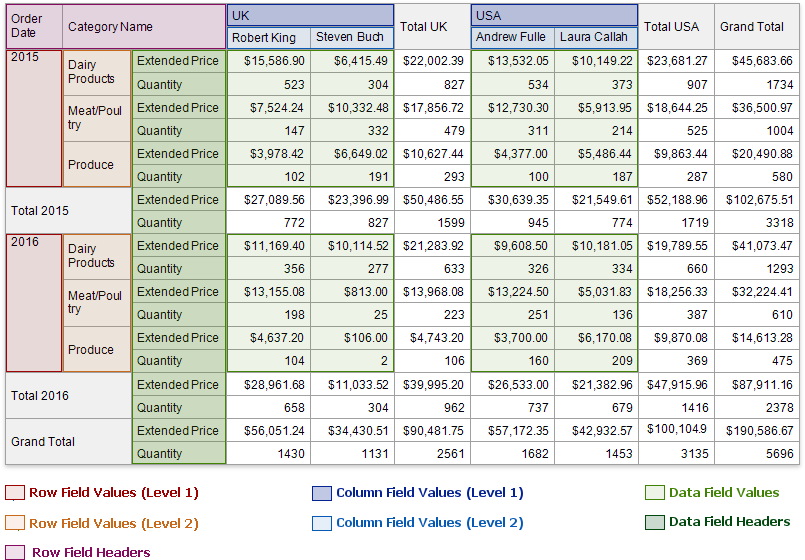 Order Date Category Name UK Total UK USA Total USA Grand Total
Robert King Steven Buch Andrew Fulle Laura Callah
2015 Dairy Products Extended Price $15,586.90 $6,415.49 $22,002.39 $13,532.05 $10,149.22 $23,681.27 $45,683.66
Quantity 523 304 827 534 373 907 1734
Meat/Poul try Extended Price $7,524.24 $10,332.48 $17,856.72 $12,730.30 $5,913.95 $18,644.25 $36,500.97
Quantity 147 332 479 311 214 525 1004
Produce Extended Price $3,978.42 $6,649.02 $10,627.44 $4,377.00 $5,486.44 $9,863.44 $20,490.88
Quantity 102 191 293 100 187 287 580
Total 2015 Extended Price $27,089.56 $23,396.99 $50,486.55 $30,639.35 $21,549.61 $52,188.96 $102,675.51
Quantity 772 827 1599 945 774 1719 3318
2016 Dairy Products Extended Price $11,169.40 $10,114.52 $21,283.92 $9,608.50 $10,181.05 $19,789.55 $41,073.47
Quantity 356 277 633 326 334 660 1293
Meat/Poul try Extended Price $13,155.08 $813.00 $13,968.08 $13,224.50 $5,031.83 $18,256.33 $32,224.41
Quantity 198 25 223 251 136 387 610
Produce Extended Price $4,637.20 $106.00 $4,743.20 $3,700.00 $6,170.08 $9,870.08 $14,613.28
Quantity 104 2 106 160 209 369 475
Total 2016 Extended Price $28,961.68 $11,033.52 $39,995.20 $26,533.00 $21,382.96 $47,915.96 $87,911.16
Quantity 658 304 962 737 679 1416 2378
Grand Total Extended Price $56,051.24 $34,430.51 $90,481.75 $57,172.35 $42,932.57 $100,104.9 $190,586.67
Quantity 1430 1131 2561 1682 1453 3135 5696
Row Field Values (Level 1) Column Field Values (Level 1) Data Field Values
Row Field Values (Level 2) Column Field Values (Level 2) Data Field Headers
Row Field Headers